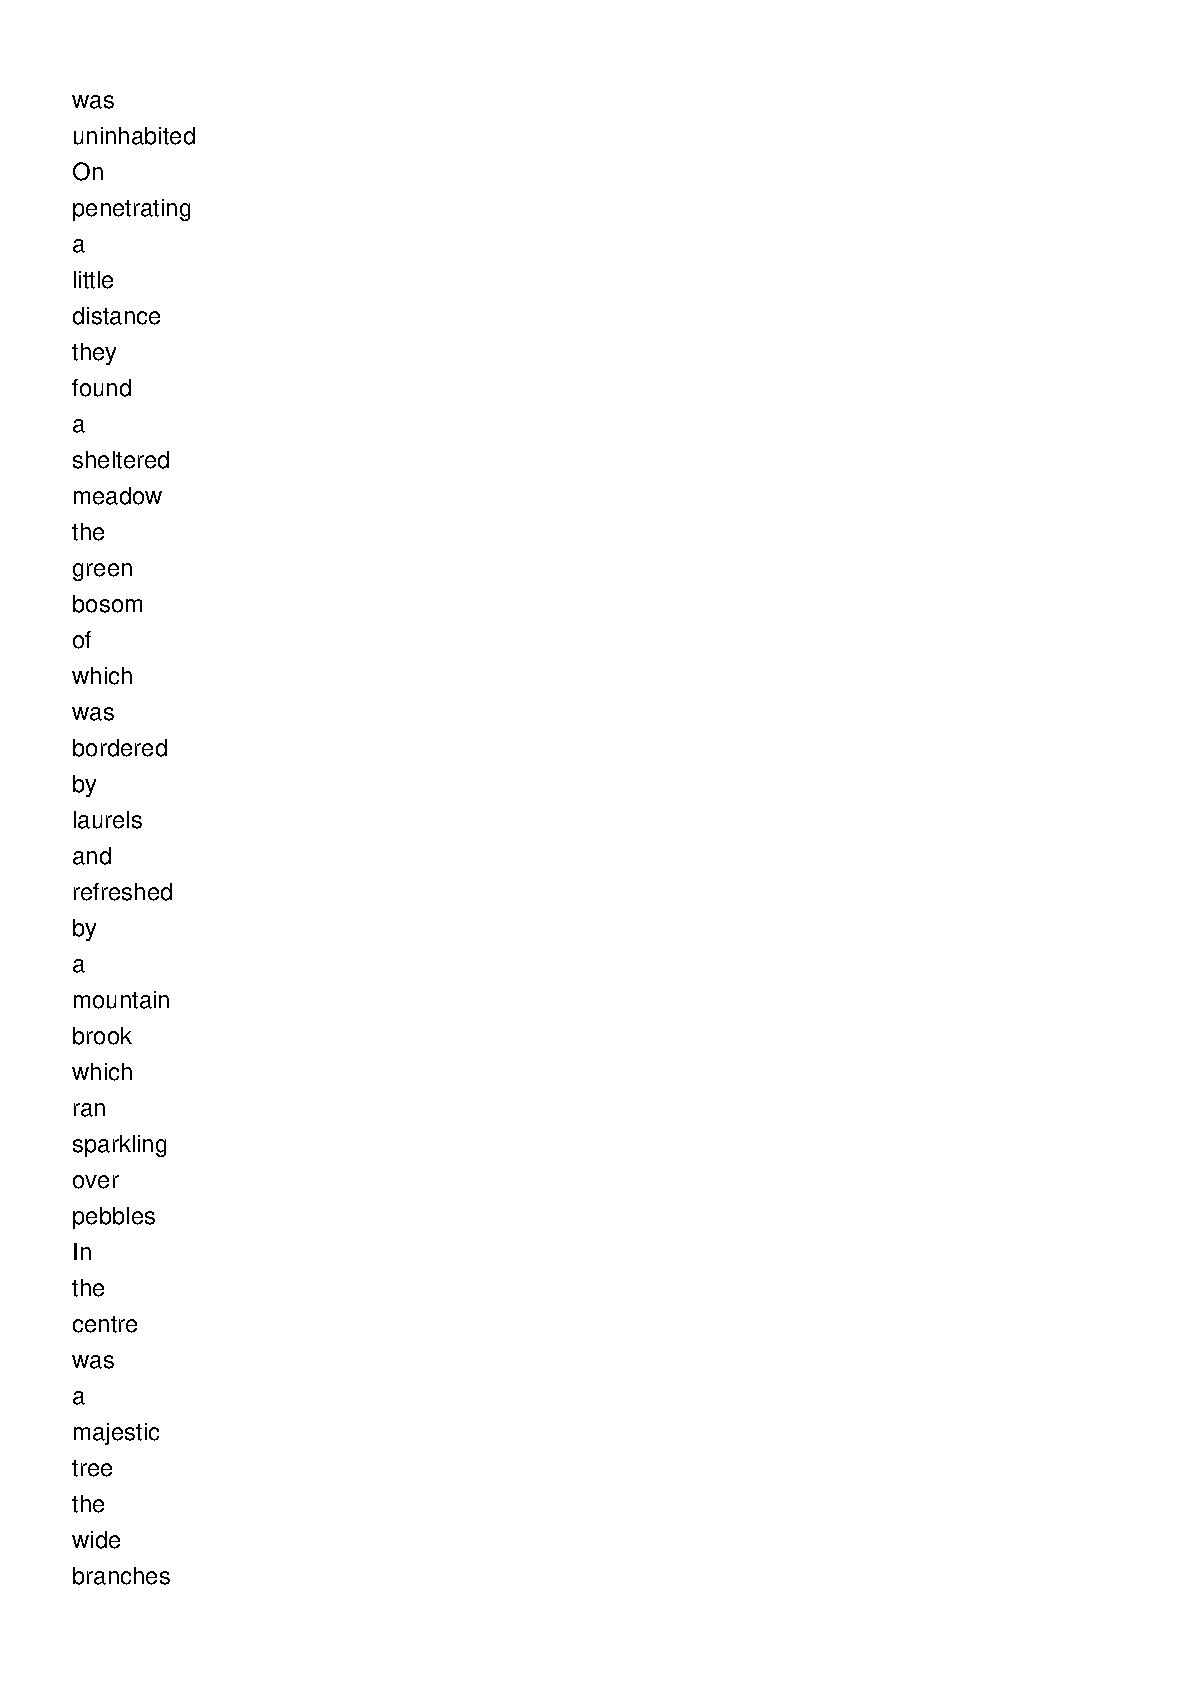 was
uninhabited
On
penetrating
a
little
distance
they
found
a
sheltered
meadow
the
green
bosom
of
which
was
bordered
by
laurels
and
refreshed
by
a
mountain
brook
which
ran
sparkling
over
pebbles
In
the
centre
was
a
majestic
tree
the
wide
branches